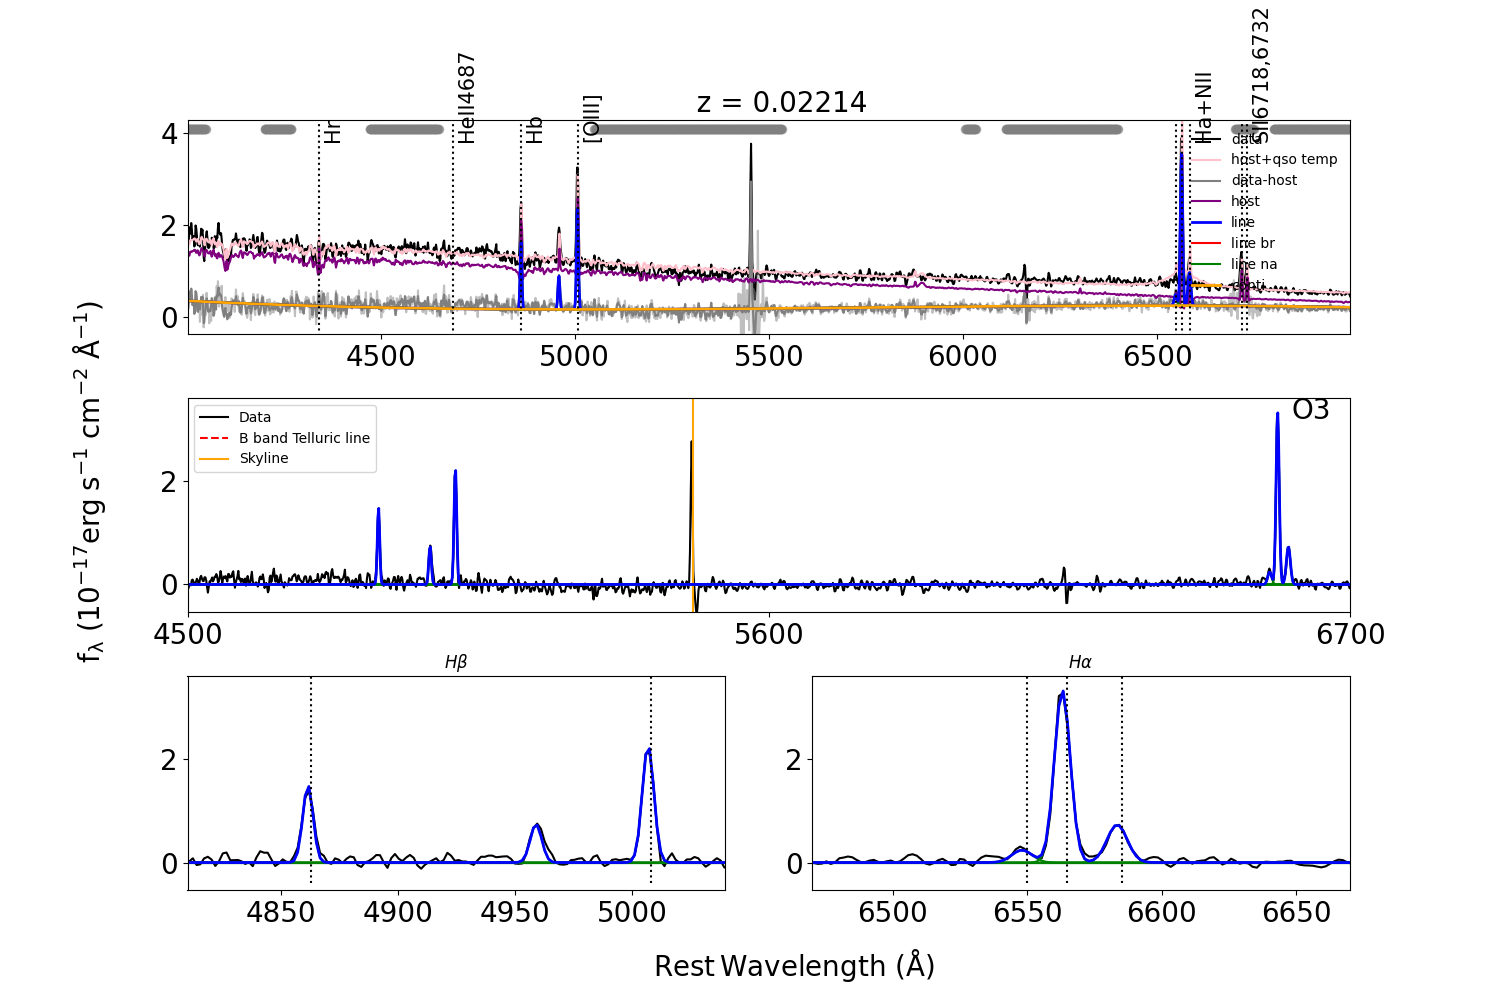 z = 0.02214
Hr
HeII4687
Hb
[OIII]
Ha+NII
SII6718,6732
data
host+qso temp
data-host
host
line
line br
line na
conti
4
2
0
4500 5000 5500 6000 6500
Data
B band Telluric line
Skyline
O3
2
0
4500 5600 6700
Hβ
Hα
2
0
4850 4900 4950 5000
2
0
6500 6550 6600 6650
fλ (10⁻¹⁷erg s⁻¹ cm⁻² Å⁻¹)
Rest Wavelength (Å)